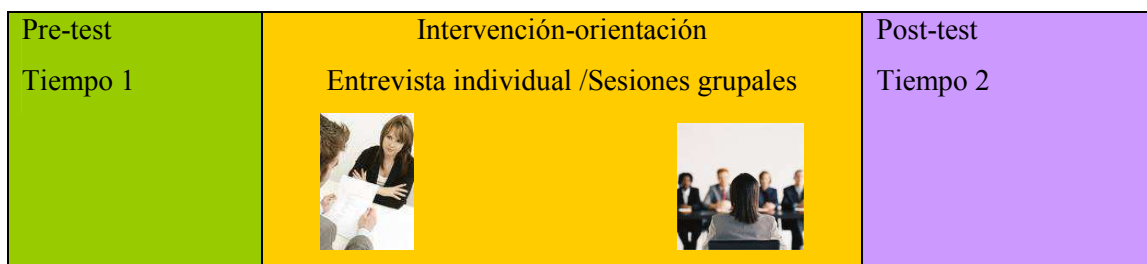 Pre-test
Tiempo 1
Intervención-orientación
Entrevista individual /Sesiones grupales
Post-test
Tiempo 2